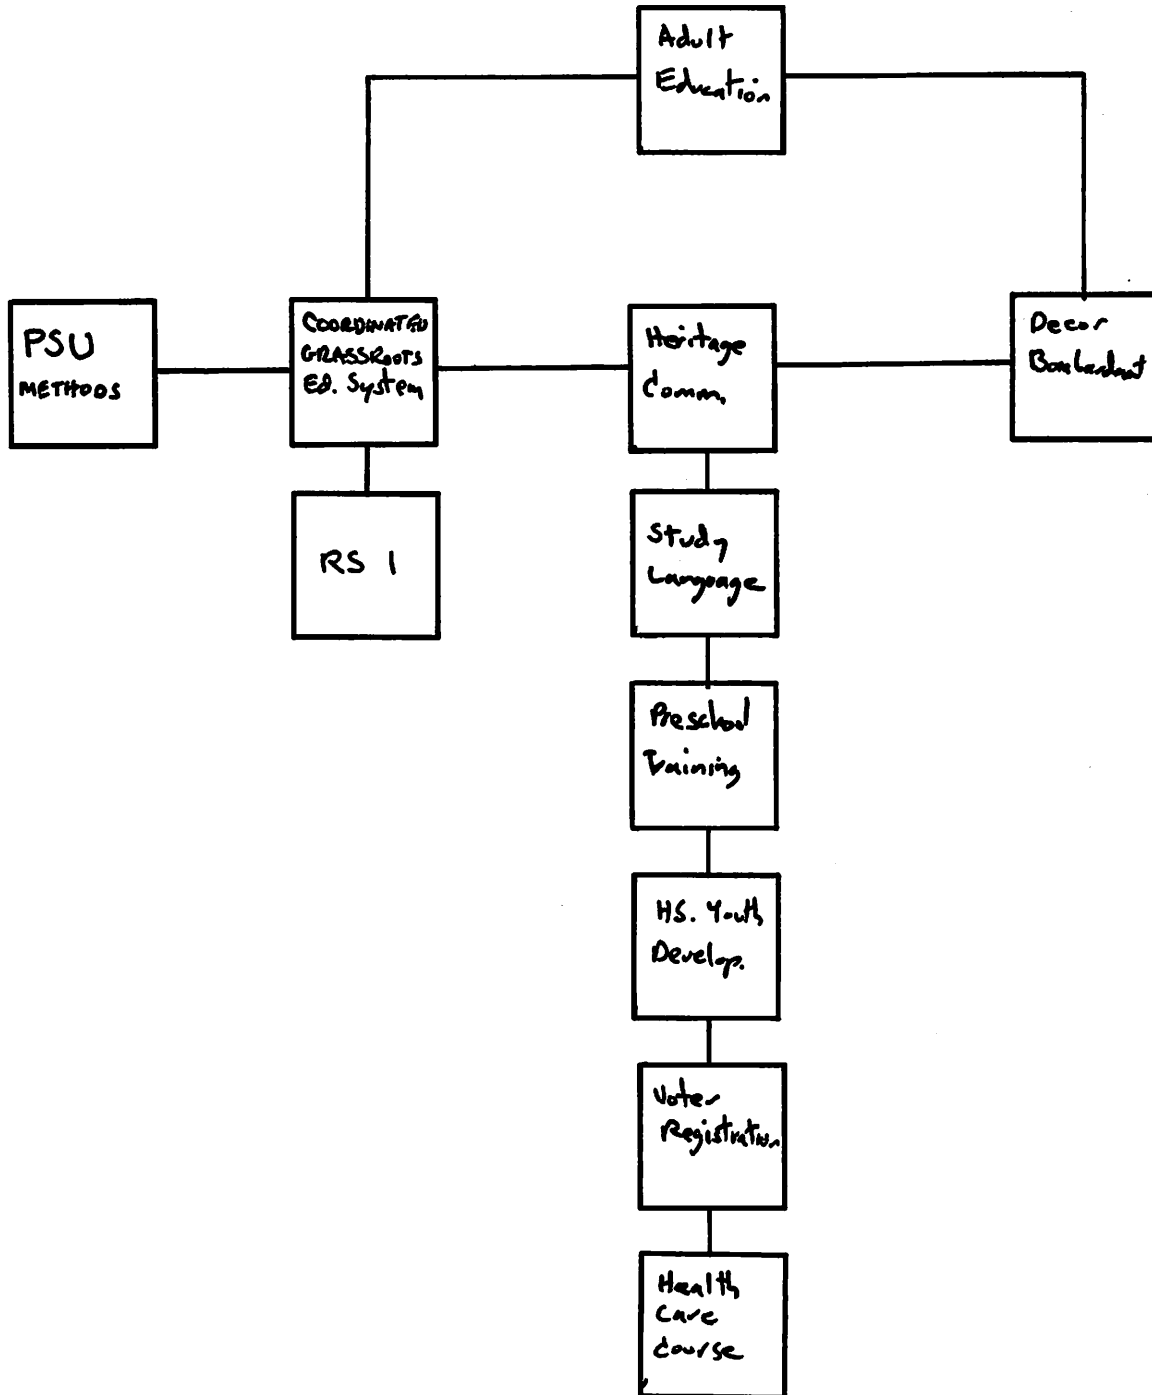 Adult
Education
PSU
METHODS
COORDINATED
GRASSROOTS
Ed. System
Heritage
Comm.
Decor
Bombardment
RS 1
Study
Language
Preschool
Training
HS. Youth
Develop.
Voter
Registration
Health
Care
Course